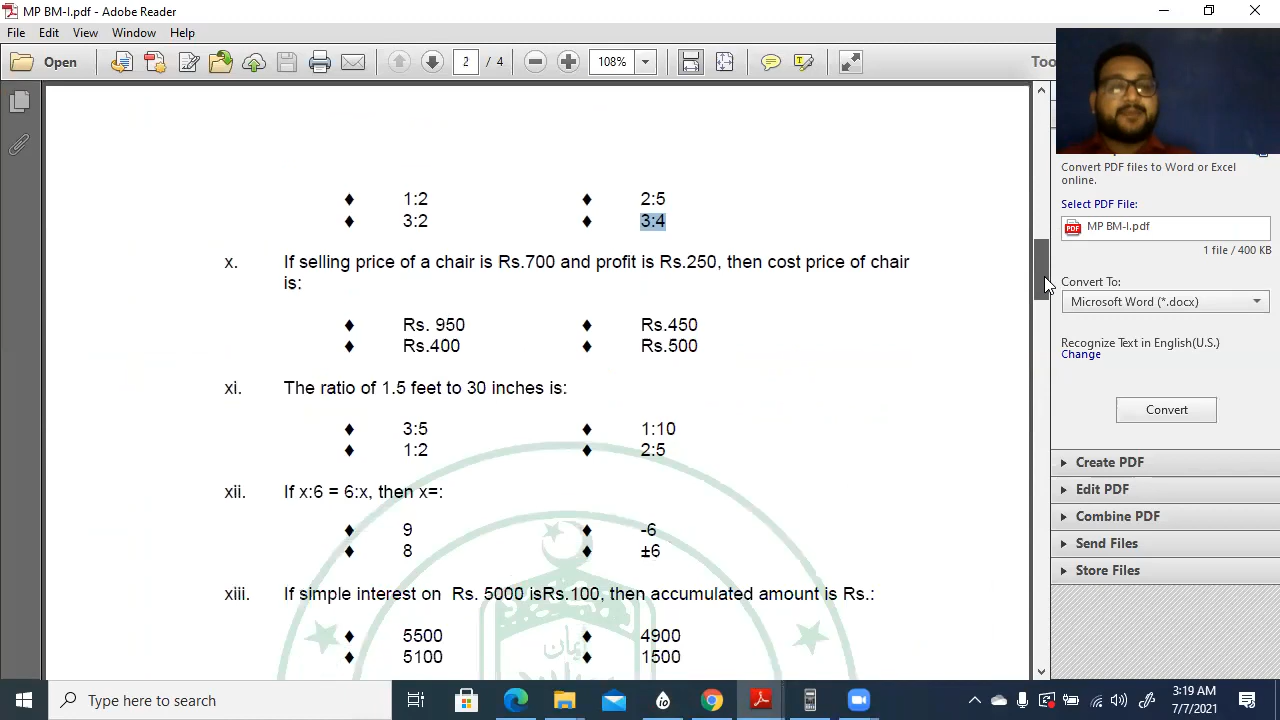 MP BM-I.pdf - Adobe Reader
File Edit View Window Help
Open 2 / 4 108% Too
♦ 1:2 ♦ 2:5
♦ 3:2 ♦ 3:4
x. If selling price of a chair is Rs.700 and profit is Rs.250, then cost price of chair
is:
♦ Rs. 950 ♦ Rs.450
♦ Rs.400 ♦ Rs.500
xi. The ratio of 1.5 feet to 30 inches is:
♦ 3:5 ♦ 1:10
♦ 1:2 ♦ 2:5
xii. If x:6 = 6:x, then x=:
♦ 9 ♦ -6
♦ 8 ♦ ±6
xiii. If simple interest on Rs. 5000 isRs.100, then accumulated amount is Rs.:
♦ 5500 ♦ 4900
♦ 5100 ♦ 1500
ایمان
Convert PDF files to Word or Excel
online.
Select PDF File:
MP BM-I.pdf
1 file / 400 KB
Convert To:
Microsoft Word (*.docx)
Recognize Text in English(U.S.)
Change
Convert
Create PDF
Edit PDF
Combine PDF
Send Files
Store Files
Type here to search
3:19 AM
7/7/2021